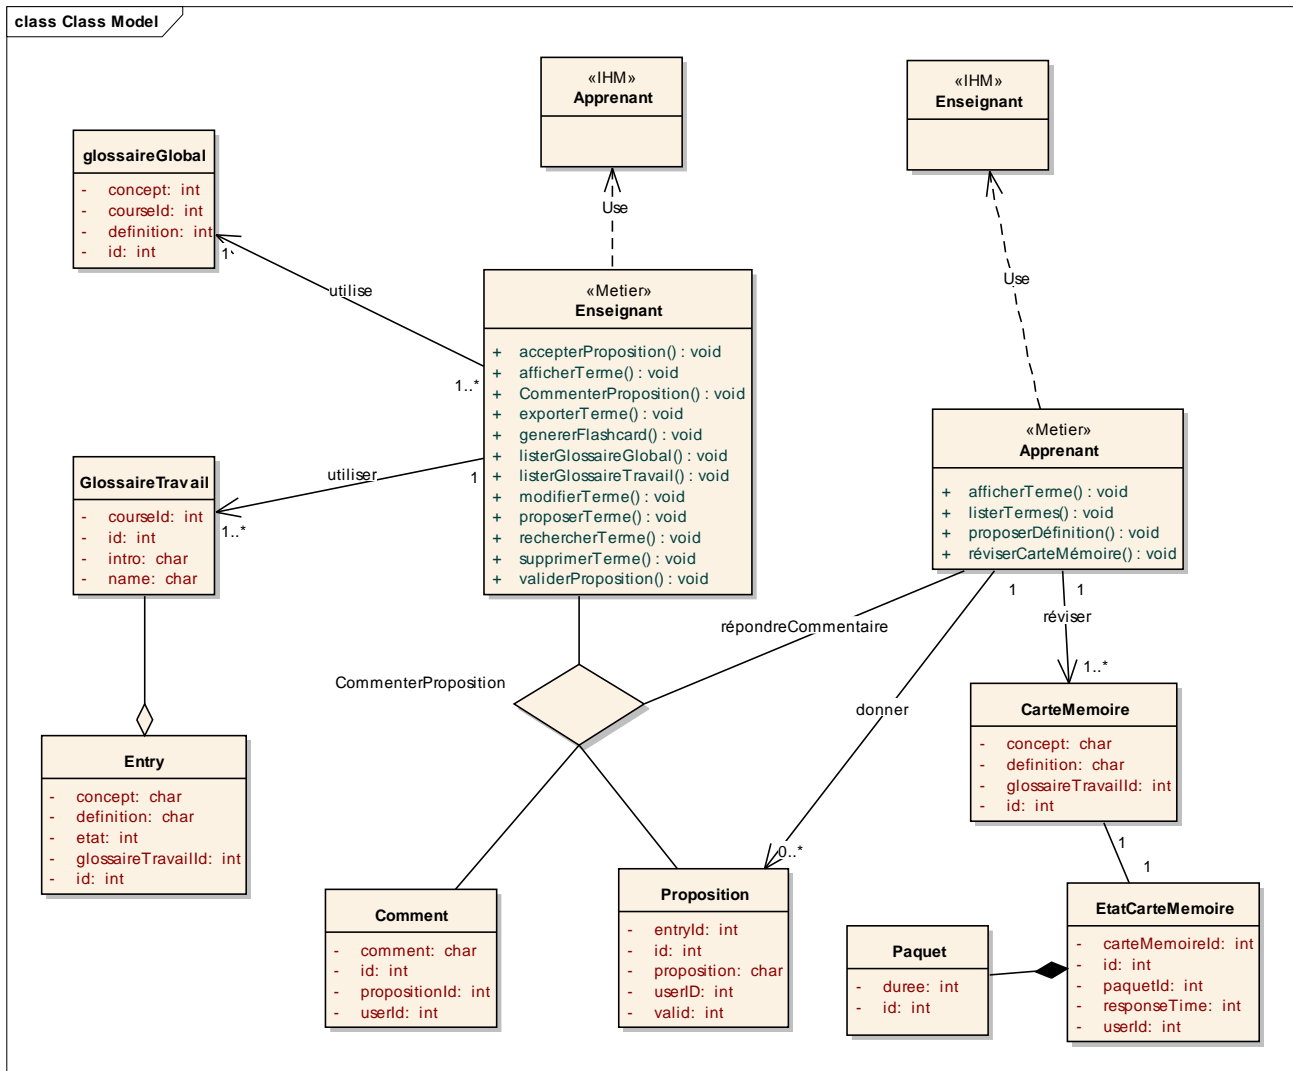 class Class Model
«IHM»
Apprenant
«IHM»
Enseignant
glossaireGlobal
- concept: int
- courseId: int
- definition: int
- id: int
1`
utilise
1..*
Use
Use
«Metier»
Enseignant
+ accepterProposition() : void
+ afficherTerme() : void
+ CommenterProposition() : void
+ exporterTerme() : void
+ genererFlashcard() : void
+ listerGlossaireGlobal() : void
+ listerGlossaireTravail() : void
+ modifierTerme() : void
+ proposerTerme() : void
+ rechercherTerme() : void
+ supprimerTerme() : void
+ validerProposition() : void
«Metier»
Apprenant
+ afficherTerme() : void
+ listerTermes() : void
+ proposerDéfinition() : void
+ réviserCarteMémoire() : void
GlossaireTravail
- courseId: int
- id: int
- intro: char
- name: char
utiliser
1
1..*
répondreCommentaire
CommenterProposition
donner
1
0..*
réviser
1
1..*
CarteMemoire
- concept: char
- definition: char
- glossaireTravailId: int
- id: int
1
1
Entry
- concept: char
- definition: char
- etat: int
- glossaireTravailId: int
- id: int
Comment
- comment: char
- id: int
- propositionId: int
- userId: int
Proposition
- entryId: int
- id: int
- proposition: char
- userID: int
- valid: int
Paquet
- duree: int
- id: int
EtatCarteMemoire
- carteMemoireId: int
- id: int
- paquetId: int
- responseTime: int
- userId: int